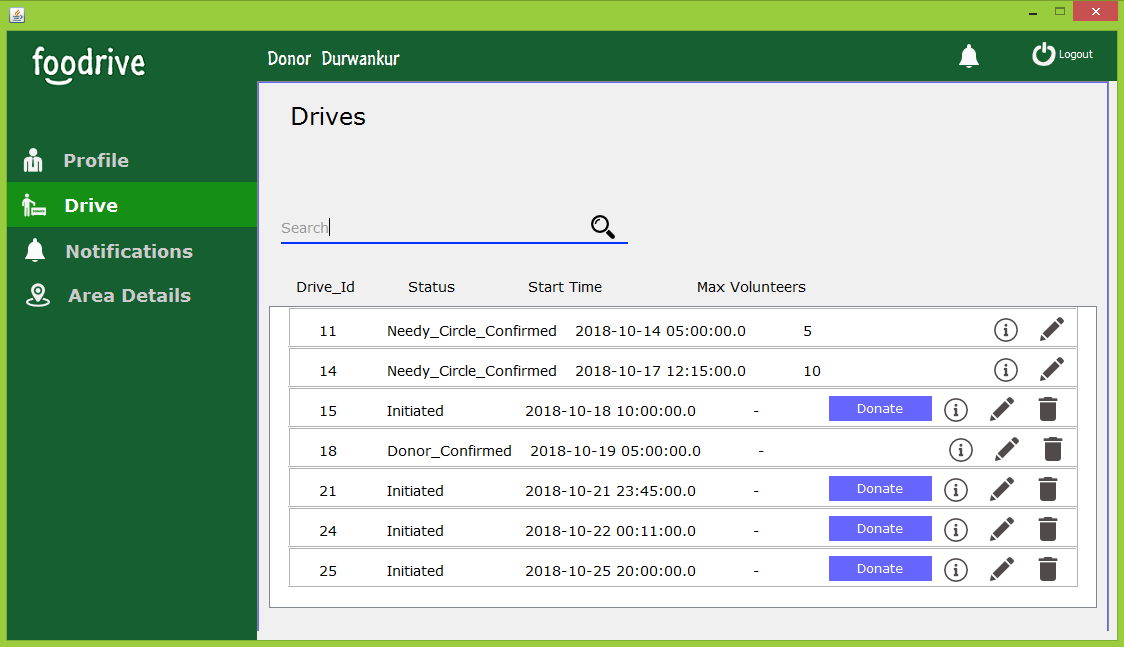 foodrive
Donor Durwankur
Logout
Drives
Profile
Drive
Notifications
Area Details
Search
Drive_Id Status Start Time Max Volunteers
11 Needy_Circle_Confirmed 2018-10-14 05:00:00.0 5
14 Needy_Circle_Confirmed 2018-10-17 12:15:00.0 10
15 Initiated 2018-10-18 10:00:00.0 - Donate
18 Donor_Confirmed 2018-10-19 05:00:00.0 -
21 Initiated 2018-10-21 23:45:00.0 - Donate
24 Initiated 2018-10-22 00:11:00.0 - Donate
25 Initiated 2018-10-25 20:00:00.0 - Donate